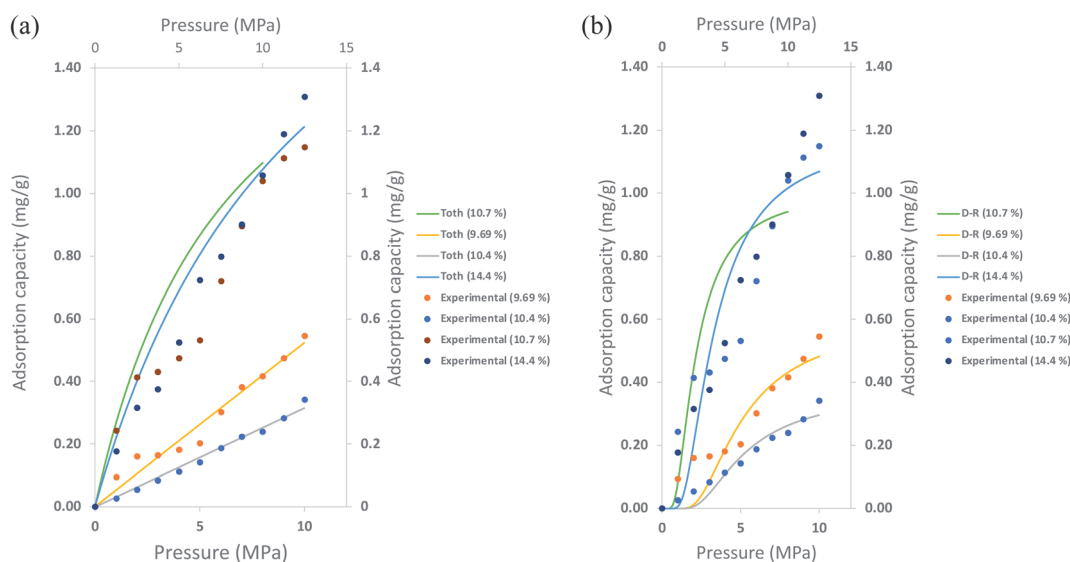 (a)
Pressure (MPa)
0 5 10 15
1.40
1.20
1.00
0.80
0.60
0.40
0.20
0.00
Adsorption capacity (mg/g)
1.4
1.2
1
0.8
0.6
0.4
0.2
0
Adsorption capacity (mg/g)
0 5 10
Pressure (MPa)
Toth (10.7 %)
Toth (9.69 %)
Toth (10.4 %)
Toth (14.4 %)
Experimental (9.69 %)
Experimental (10.4 %)
Experimental (10.7 %)
Experimental (14.4 %)
(b)
Pressure (MPa)
0 5 10 15
1.40
1.20
1.00
0.80
0.60
0.40
0.20
0.00
Adsorption capacity (mg/g)
1.40
1.20
1.00
0.80
0.60
0.40
0.20
0.00
Adsorption capacity (mg/g)
0 5 10
Pressure (MPa)
D-R (10.7 %)
D-R (9.69 %)
D-R (10.4 %)
D-R (14.4 %)
Experimental (9.69 %)
Experimental (10.4 %)
Experimental (10.7 %)
Experimental (14.4 %)